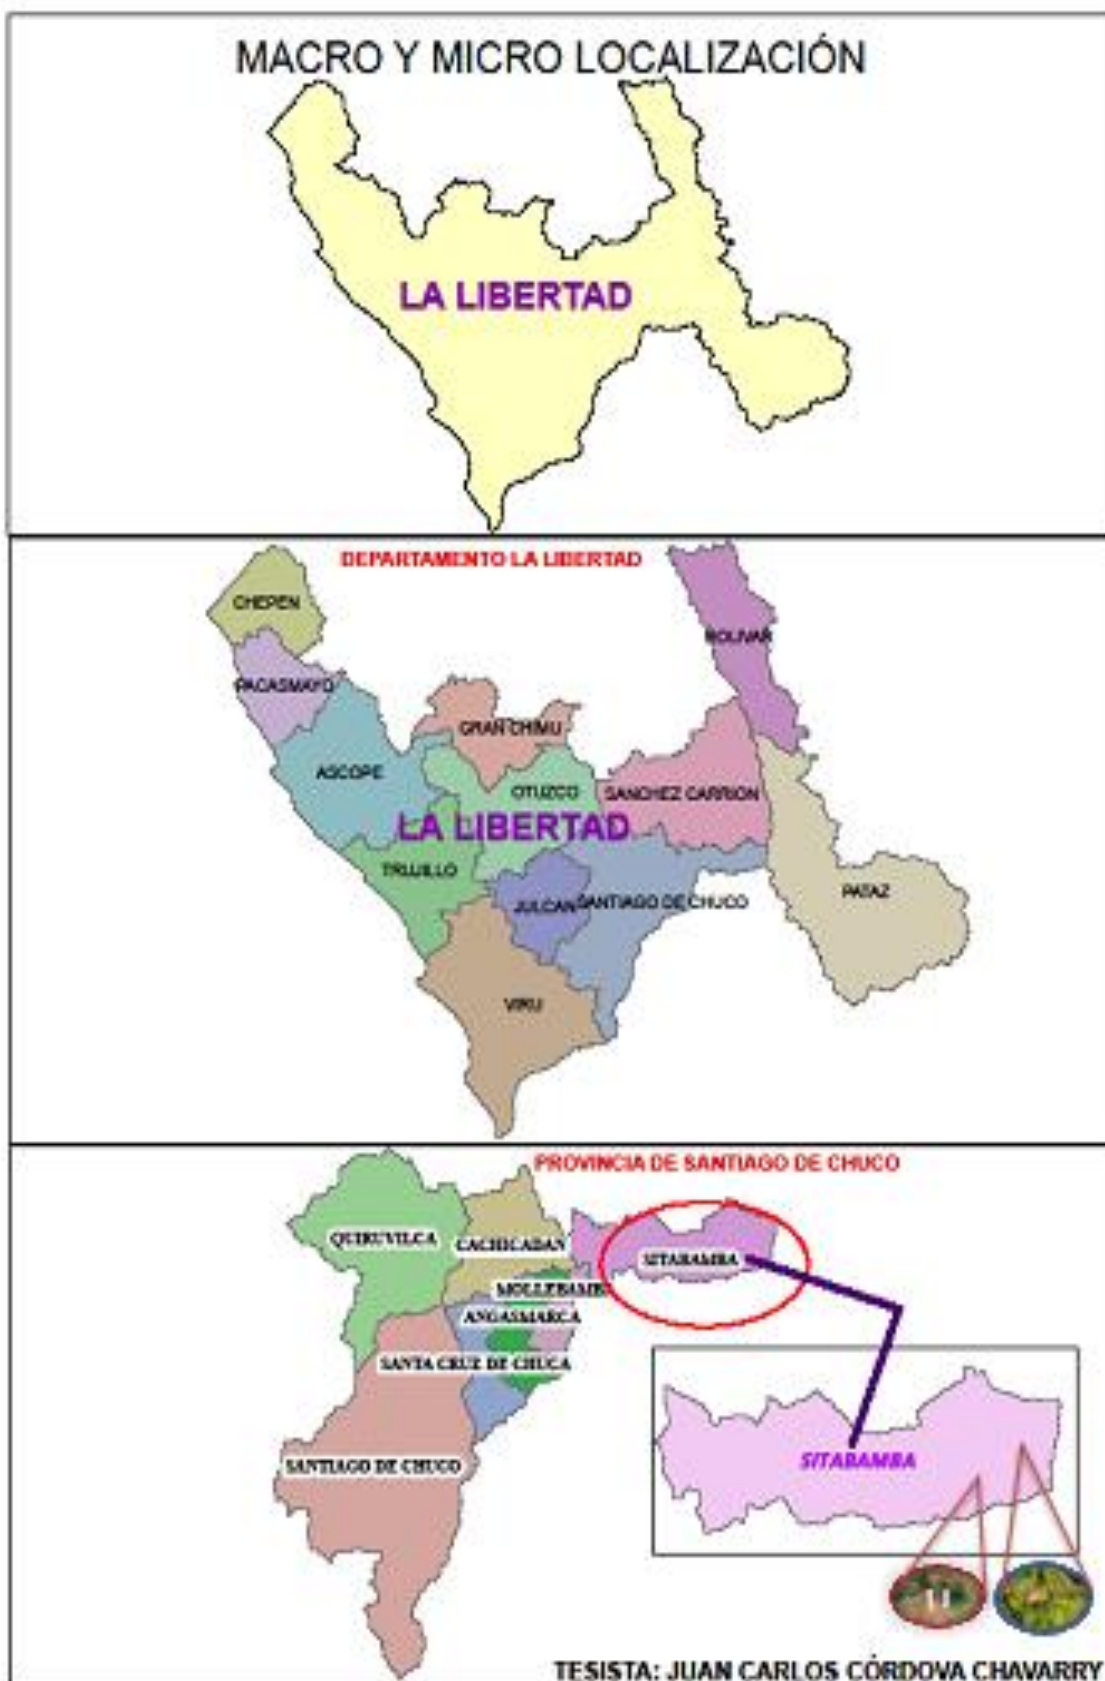 MACRO Y MICRO LOCALIZACIÓN
LA LIBERTAD
DEPARTAMENTO LA LIBERTAD
CHEPEN
BOLIVAR
PACASMAYO
GRAN CHIMU
ASCOPE
OTUZCO
SANCHEZ CARRION
LA LIBERTAD
TRUJILLO
JULCAN
SANTIAGO DE CHUCO
PATAZ
VIRU
PROVINCIA DE SANTIAGO DE CHUCO
QUIRUVILCA
CACHICADAN
SITABAMBA
MOLLEBAMB
ANGASMARCA
SANTA CRUZ DE CHUCA
SANTIAGO DE CHUCO
SITABAMBA
TESISTA: JUAN CARLOS CÓRDOVA CHAVARRY